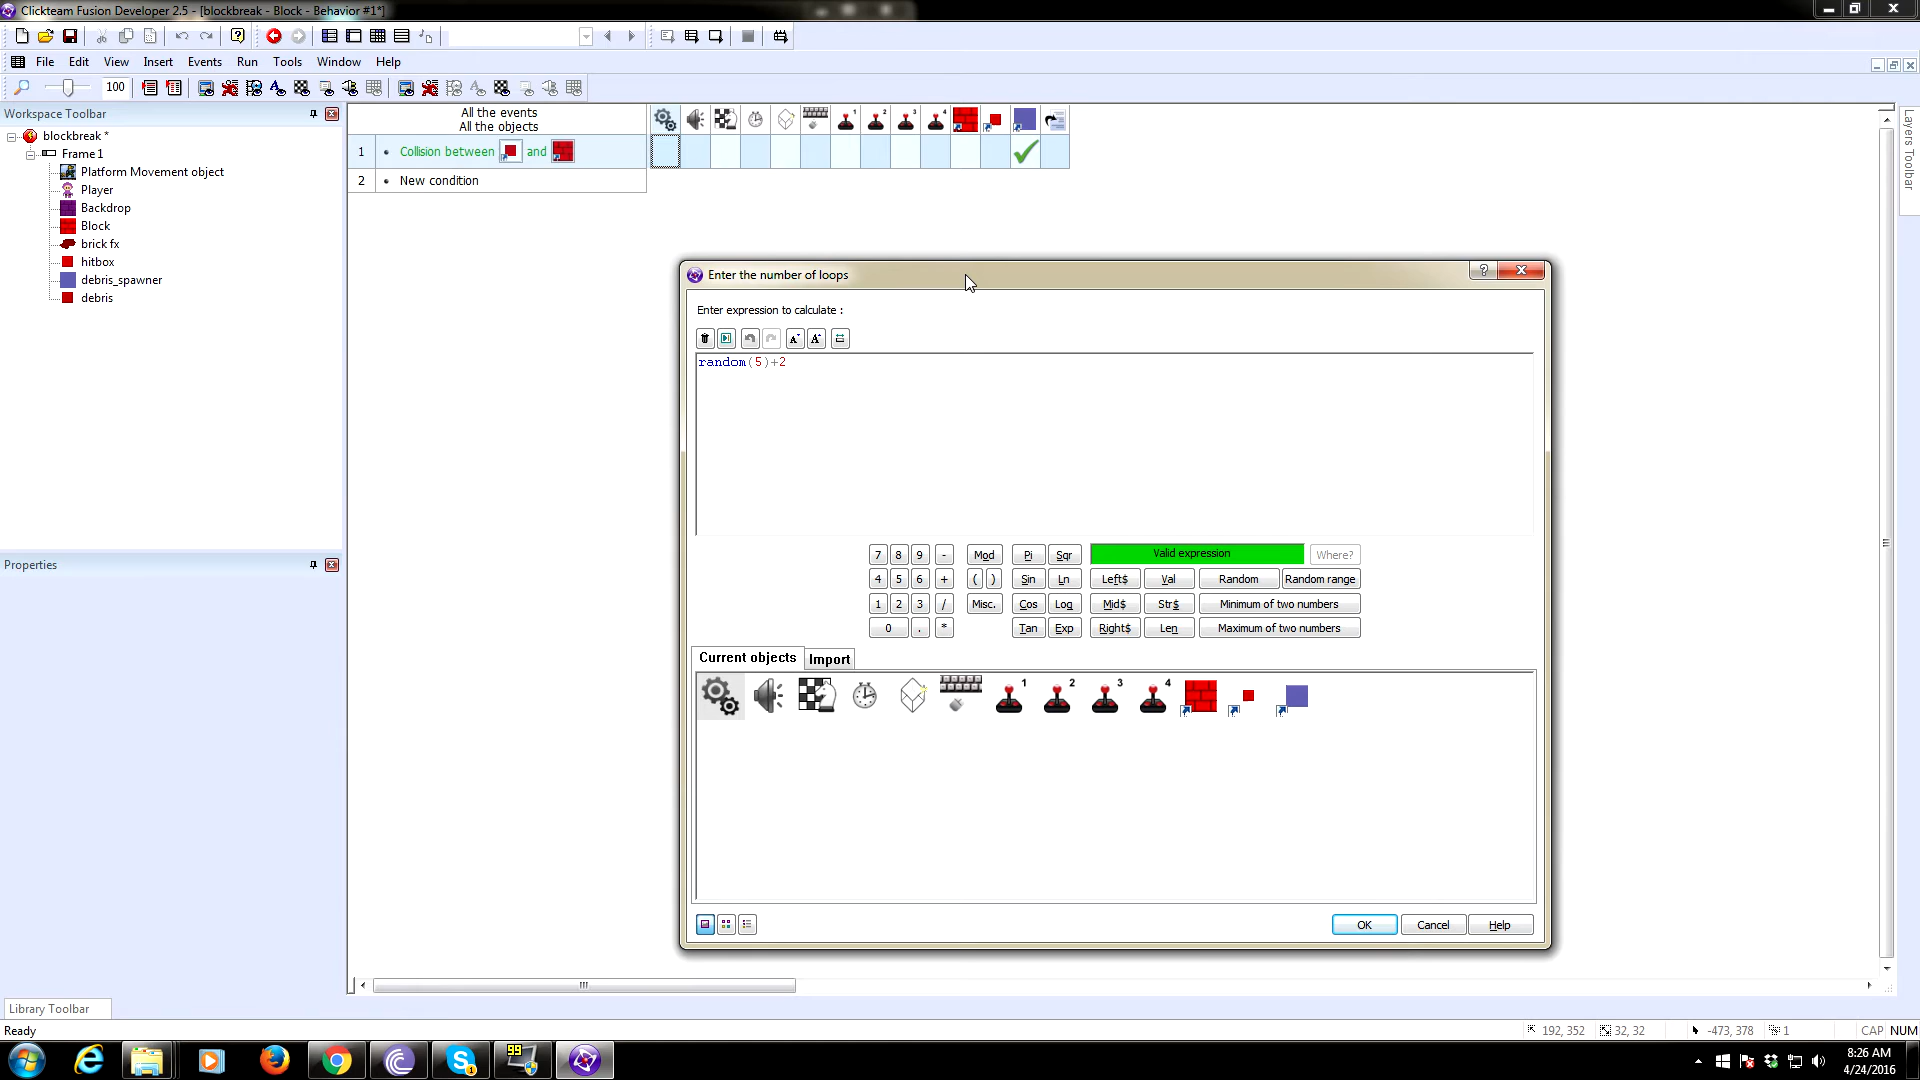 Clickteam Fusion Developer 2.5 - [blockbreak - Block - Behavior #1*]
File Edit View Insert Events Run Tools Window Help
100
Workspace Toolbar
blockbreak *
Frame 1
Platform Movement object
Player
Backdrop
Block
brick fx
hitbox
debris_spawner
debris
Properties
Library Toolbar
Layers Toolbar
All the events
All the objects
1 2 3 4
1 • Collision between and
2 • New condition
Enter the number of loops
Enter expression to calculate :
random(5)+2
7 8 9 - Mod Pi Sqr Valid expression Where?
4 5 6 + ( ) Sin Ln Left$ Val Random Random range
1 2 3 / Misc. Cos Log Mid$ Str$ Minimum of two numbers
0 . * Tan Exp Right$ Len Maximum of two numbers
Current objects Import
1 2 3 4
OK Cancel Help
Ready 192, 352 32, 32 -473, 378 1 CAP NUM
99
8:26 AM
4/24/2016